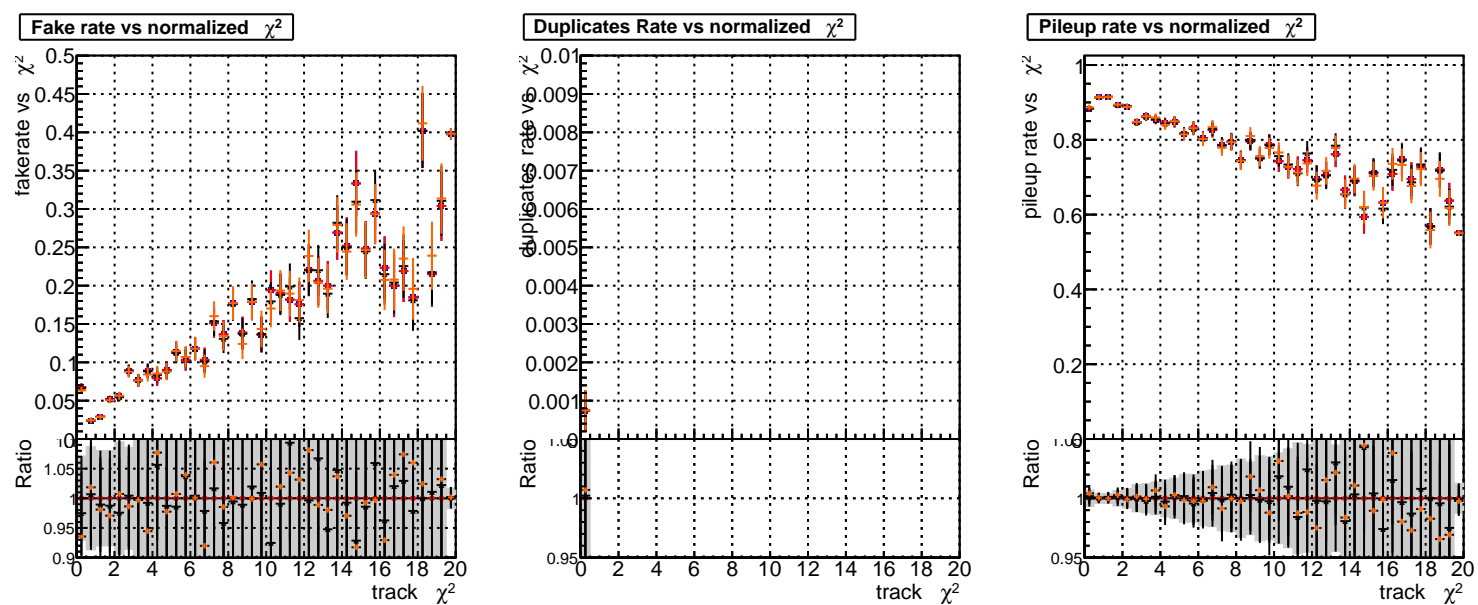 Fake rate vs normalized χ²
fakerate vs χ²
0.5
0.45
0.4
0.35
0.3
0.25
0.2
0.15
0.1
0.05
0
Ratio
1.05
1
0.95
0.9
0 2 4 6 8 10 12 14 16 18 20
track χ²
Duplicates Rate vs normalized χ²
duplicates rate vs χ²
0.01
0.009
0.008
0.007
0.006
0.005
0.004
0.003
0.002
0.001
0
Ratio
1
0.95
0 2 4 6 8 10 12 14 16 18 20
track χ²
Pileup rate vs normalized χ²
pileup rate vs χ²
1
0.8
0.6
0.4
0.2
0
Ratio
1
0.95
0 2 4 6 8 10 12 14 16 18 20
track χ²